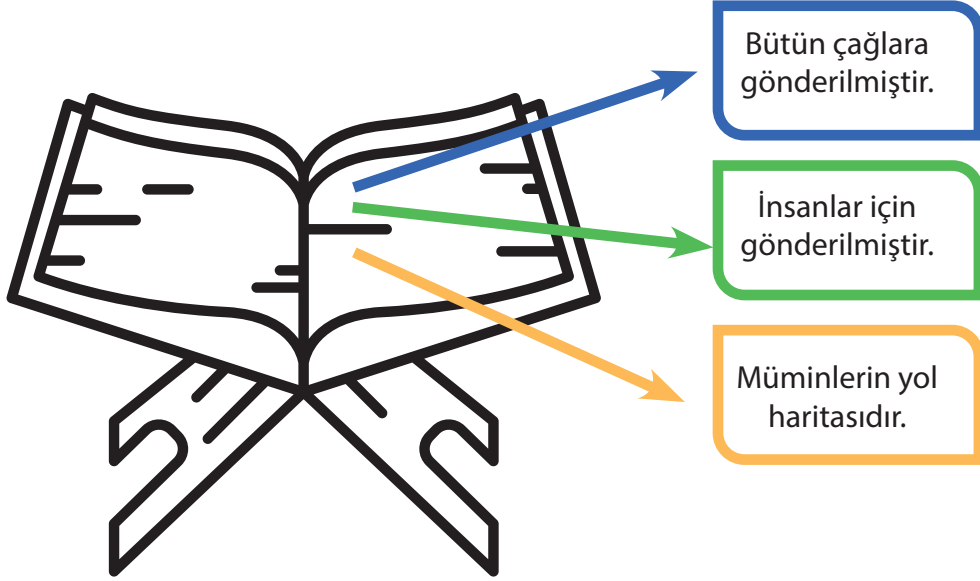 Bütün çağlara
gönderilmiştir.
İnsanlar için
gönderilmiştir.
Müminlerin yol
haritasıdır.